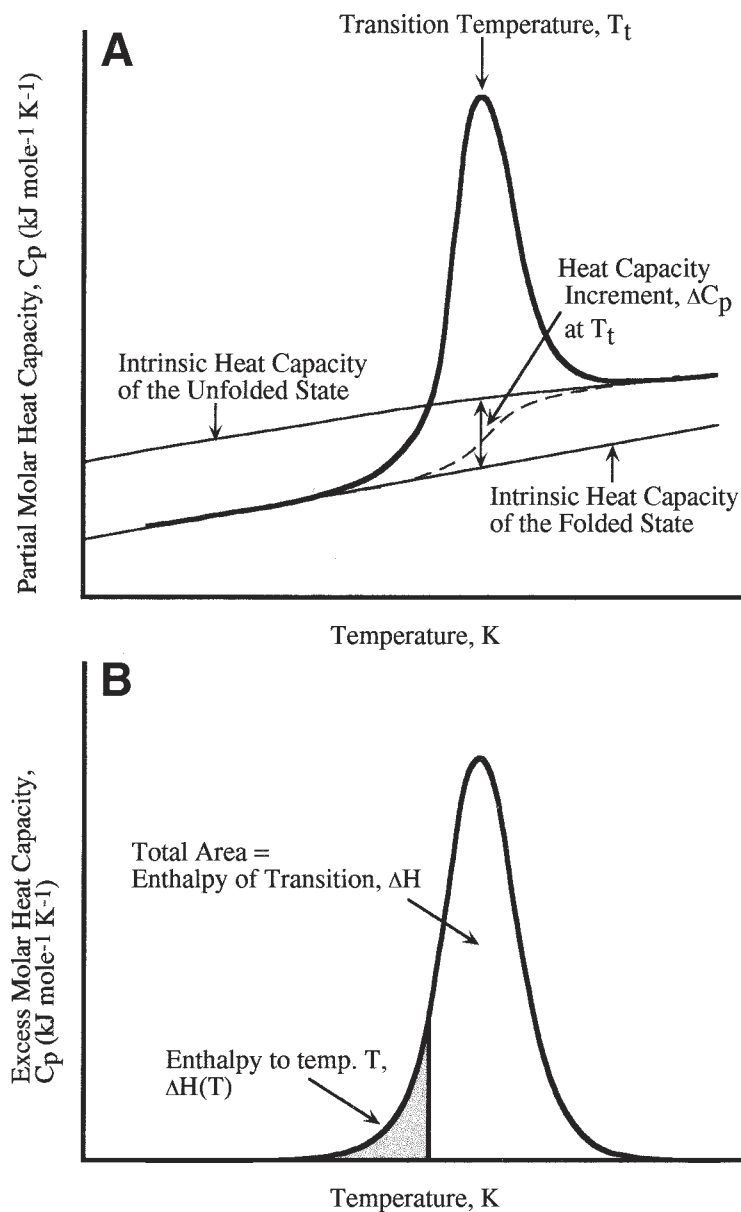 A
Transition Temperature, Tt
Partial Molar Heat Capacity, Cp (kJ mole-1 K-1)
Heat Capacity
Increment, ΔCp
at Tt
Intrinsic Heat Capacity
of the Unfolded State
Intrinsic Heat Capacity
of the Folded State
Temperature, K
B
Excess Molar Heat Capacity,
Cp (kJ mole-1 K-1)
Total Area =
Enthalpy of Transition, ΔH
Enthalpy to temp. T,
ΔH(T)
Temperature, K